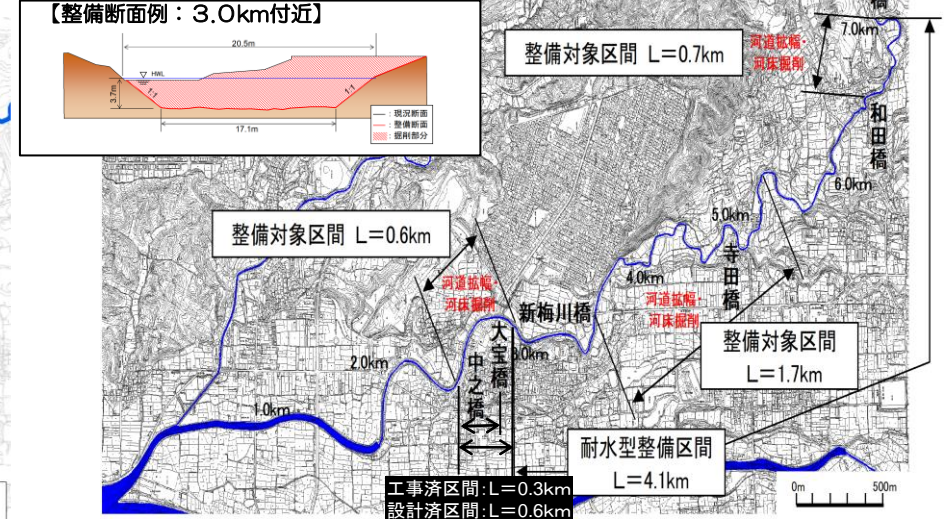 【整備断面例：3.0km付近】
20.5m
HWL
3.7m
1:1
1:1
17.1m
：現況断面
：整備断面
：掘削部分
橋
7.0km
整備対象区間 L＝0.7km
河道拡幅・
河床掘削
和田橋
6.0km
整備対象区間 L＝0.6km
5.0km
寺田橋
4.0km
河道拡幅・
河床掘削
河道拡幅・
河床掘削
新梅川橋
大宝橋
中之橋
3.0km
2.0km
1.0km
整備対象区間
L＝1.7km
耐水型整備区間
L＝4.1km
工事済区間：L＝0.3km
設計済区間：L＝0.6km
0m
500m